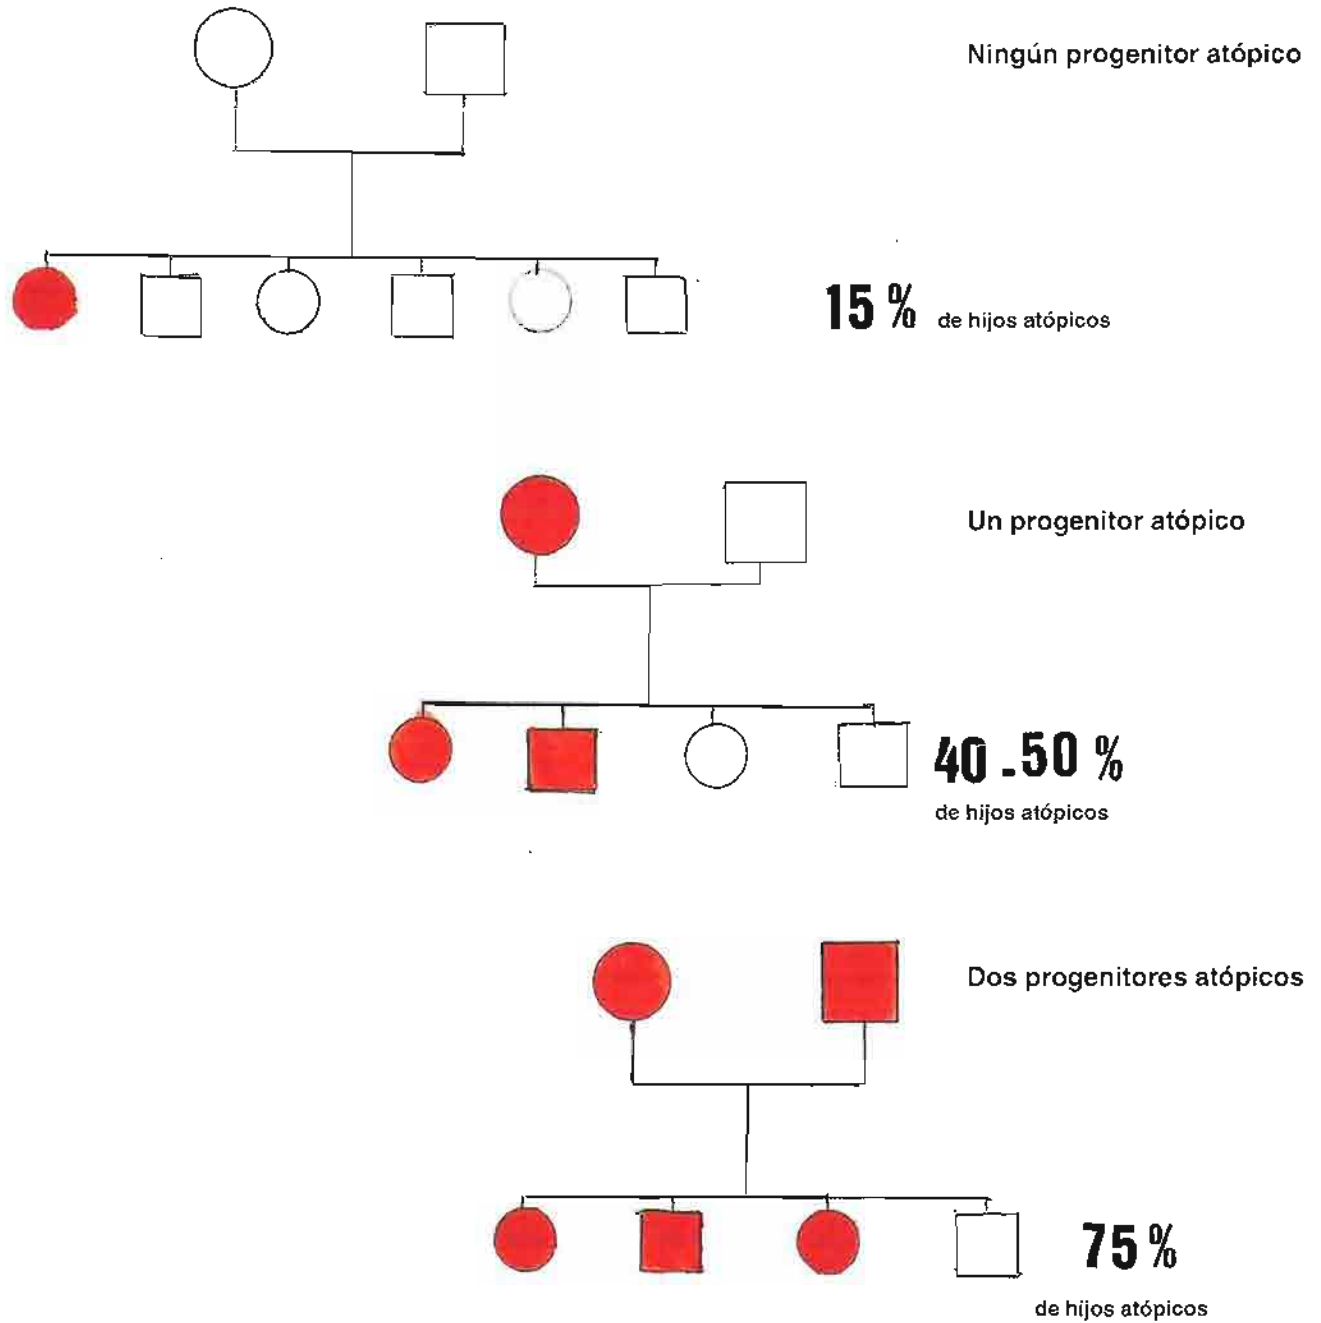 Ningún progenitor atópico
15 % de hijos atópicos
Un progenitor atópico
40 - 50 %
de hijos atópicos
Dos progenitores atópicos
75 %
de hijos atópicos